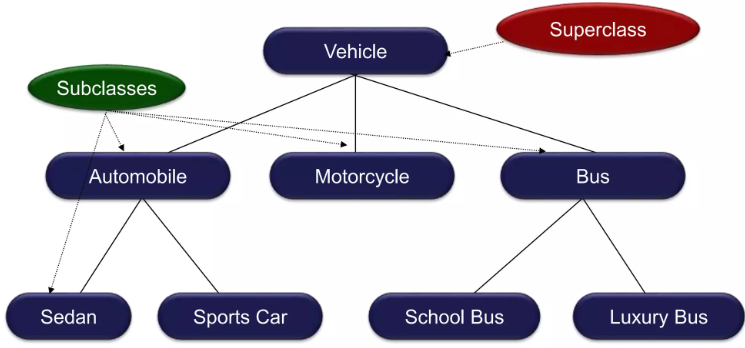 Superclass
Vehicle
Subclasses
Automobile
Motorcycle
Bus
Sedan
Sports Car
School Bus
Luxury Bus